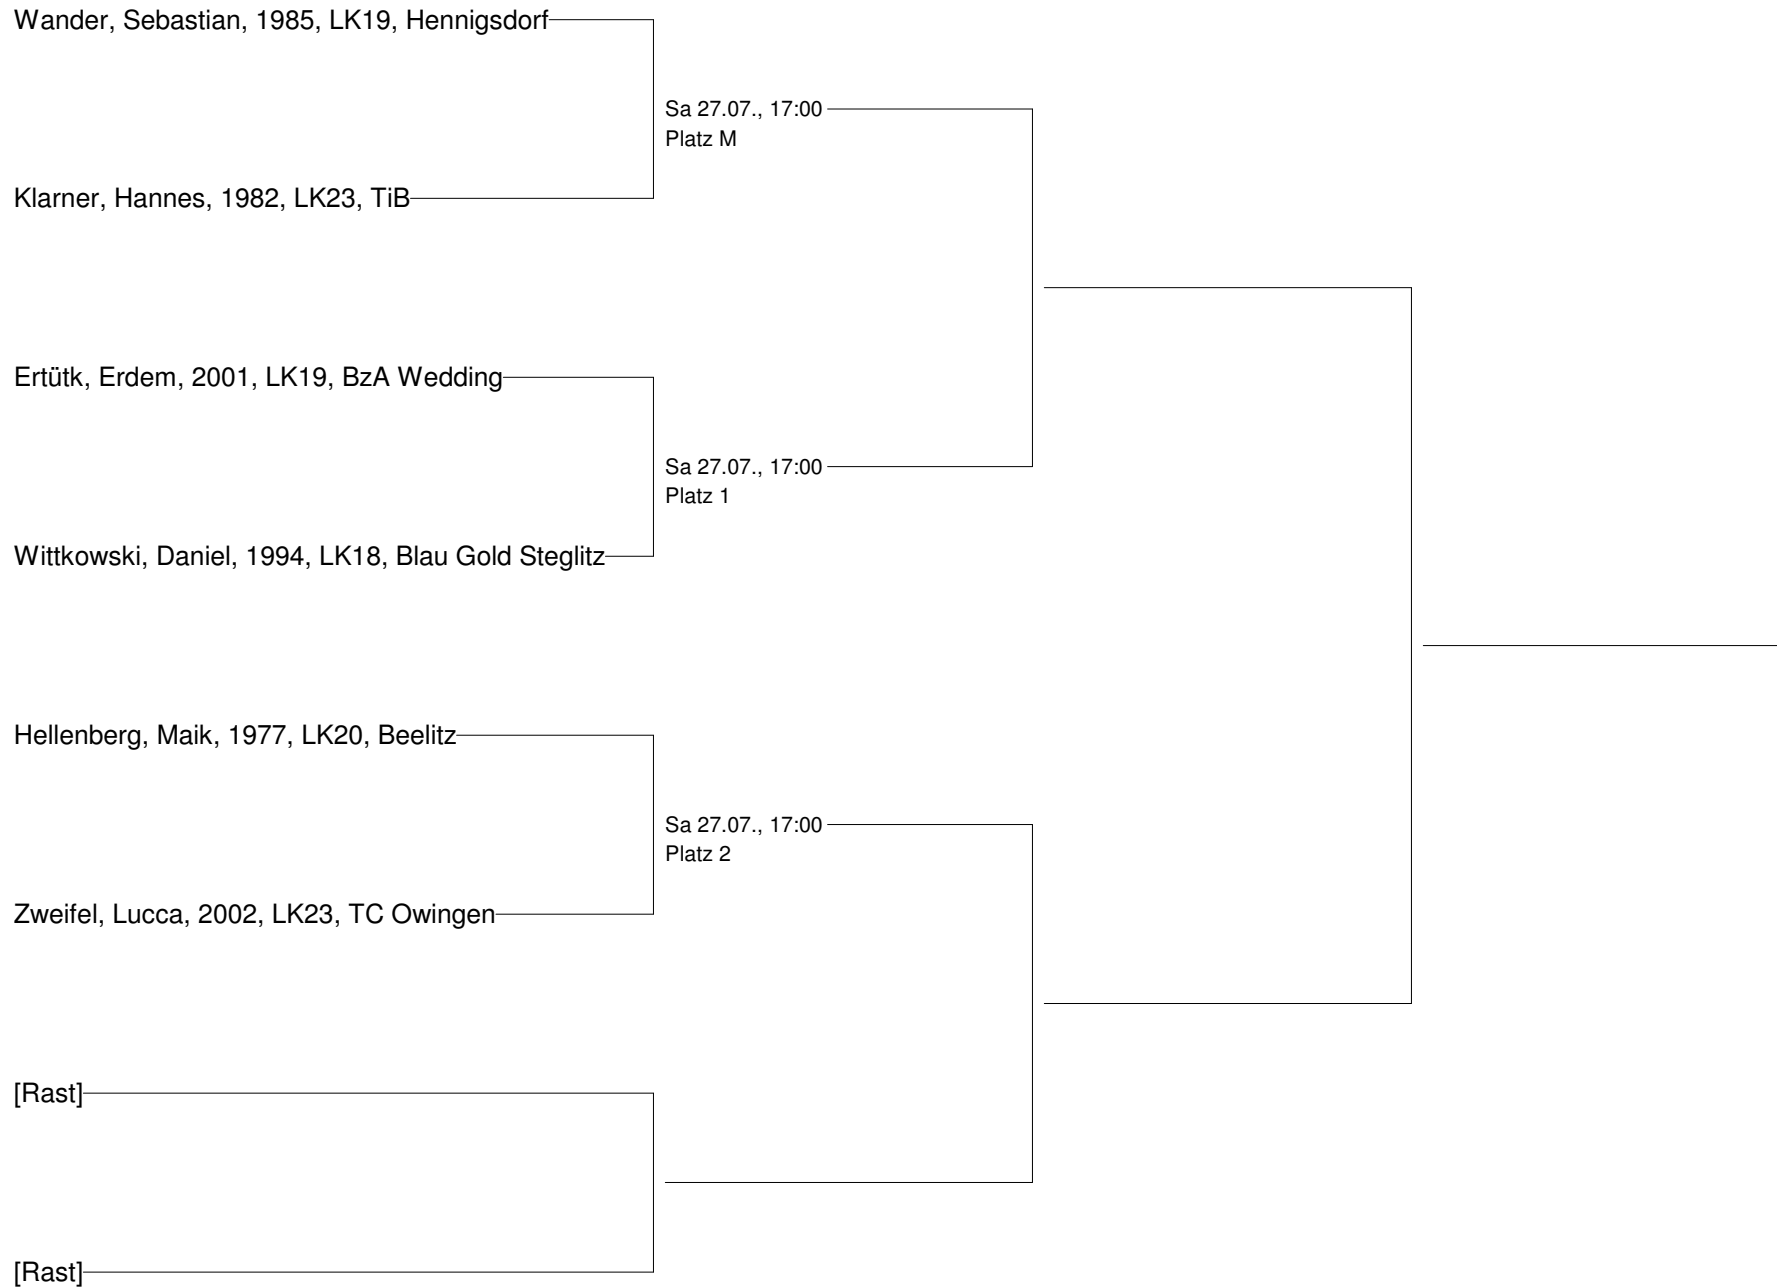 Wander, Sebastian, 1985, LK19, Hennigsdorf
Sa 27.07., 17:00
Platz M
Klarner, Hannes, 1982, LK23, TiB
Ertütk, Erdem, 2001, LK19, BzA Wedding
Sa 27.07., 17:00
Platz 1
Wittkowski, Daniel, 1994, LK18, Blau Gold Steglitz
Hellenberg, Maik, 1977, LK20, Beelitz
Sa 27.07., 17:00
Platz 2
Zweifel, Lucca, 2002, LK23, TC Owingen
[Rast]
[Rast]